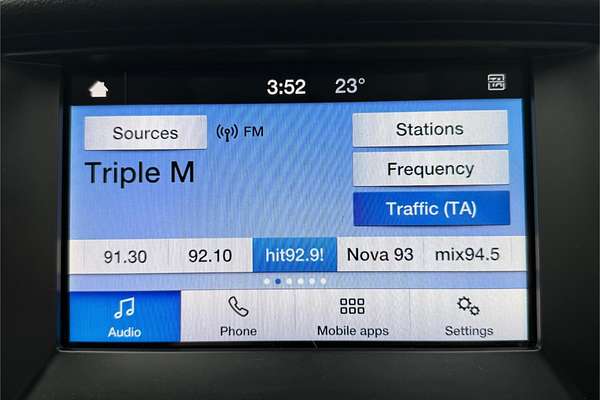 3:52 23°
Sources FM Stations
Triple M Frequency
Traffic (TA)
91.30 92.10 hit92.9! Nova 93 mix94.5
Audio Phone Mobile apps Settings